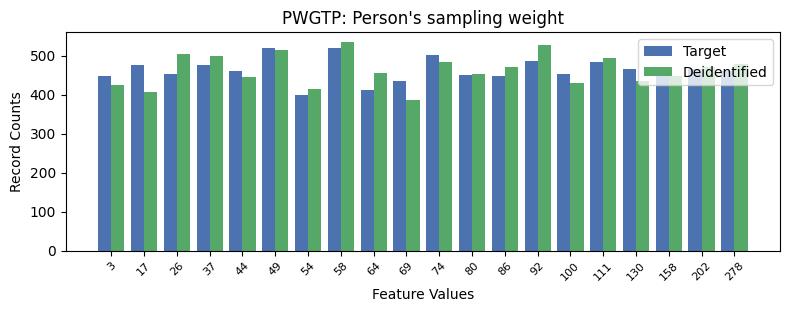 PWGTP: Person's sampling weight
Record Counts
500
400
300
200
100
0
Target
Deidentified
3 17 26 37 44 49 54 58 64 69 74 80 86 92 100 111 130 158 202 278
Feature Values